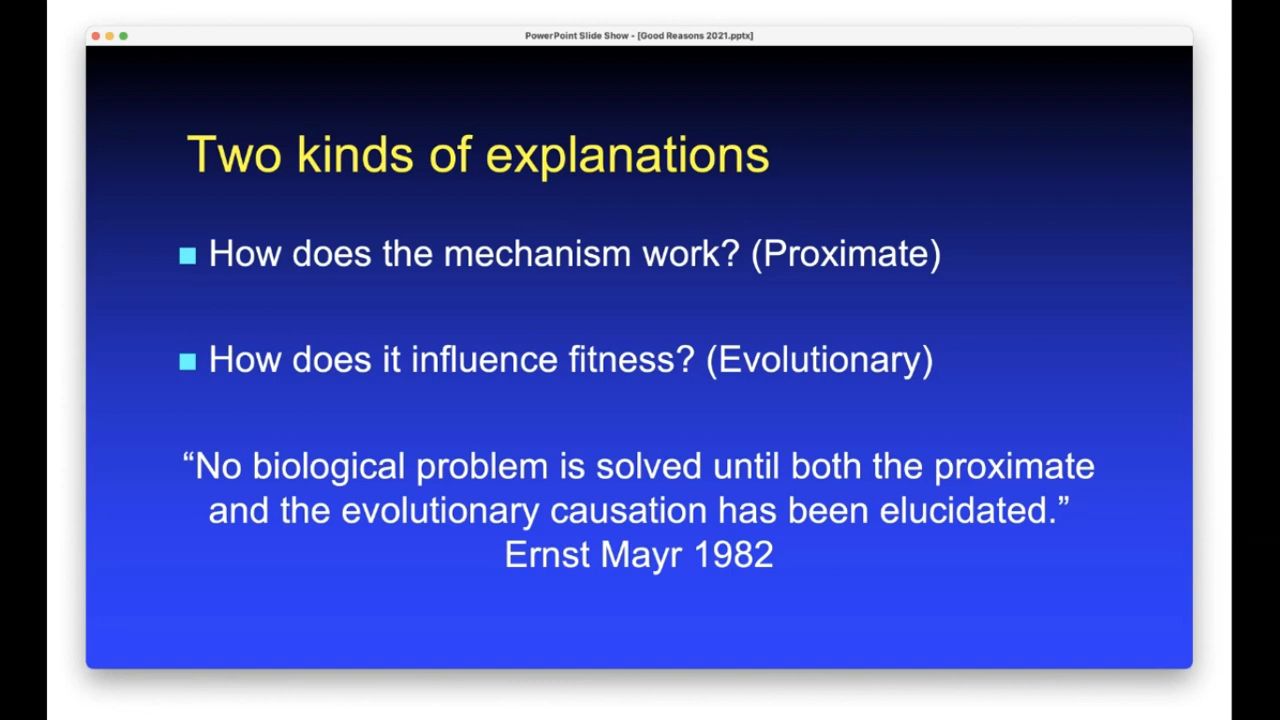 PowerPoint Slide Show - [Good Reasons 2021.pptx]
Two kinds of explanations
How does the mechanism work? (Proximate)
How does it influence fitness? (Evolutionary)
“No biological problem is solved until both the proximate
and the evolutionary causation has been elucidated.”
Ernst Mayr 1982